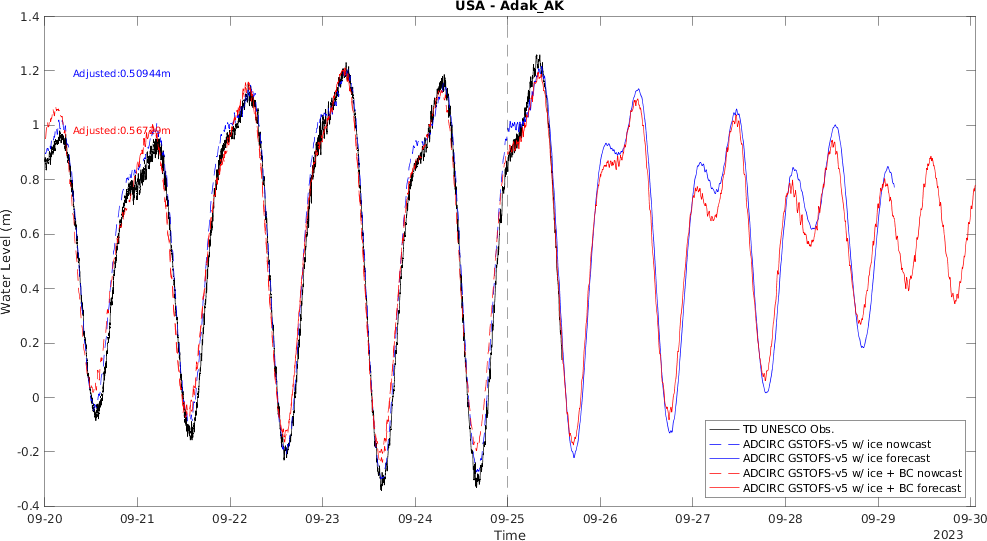 USA - Adak_AK
1.4
1.2
1
0.8
0.6
0.4
0.2
0
-0.2
-0.4
Water Level (m)
Adjusted:0.50944m
TD UNESCO Obs.
ADCIRC GSTOFS-v5 w/ ice nowcast
ADCIRC GSTOFS-v5 w/ ice forecast
ADCIRC GSTOFS-v5 w/ice + BC nowcast
ADCIRC GSTOFS-v5 w/ice + BC forecast
09-20 09-21 09-22 09-23 09-24 09-25 09-26 09-27 09-28 09-29 09-30
Time
2023